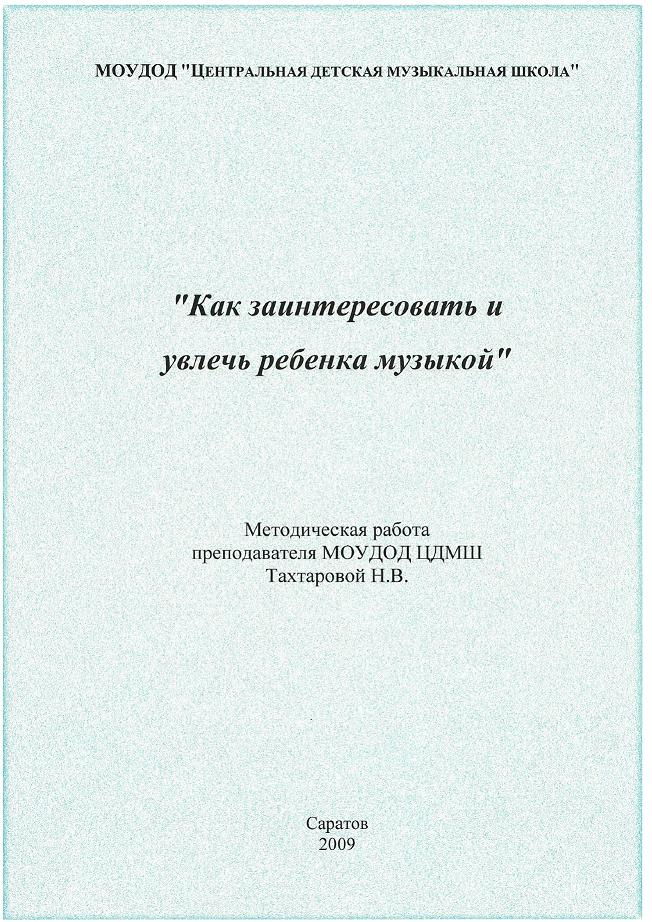 МОУДОД "Центральная детская музыкальная школа"
"Как заинтересовать и
увлечь ребенка музыкой"
Методическая работа
преподавателя МОУДОД ЦДМШ
Тахтаровой Н.В.
Саратов
2009